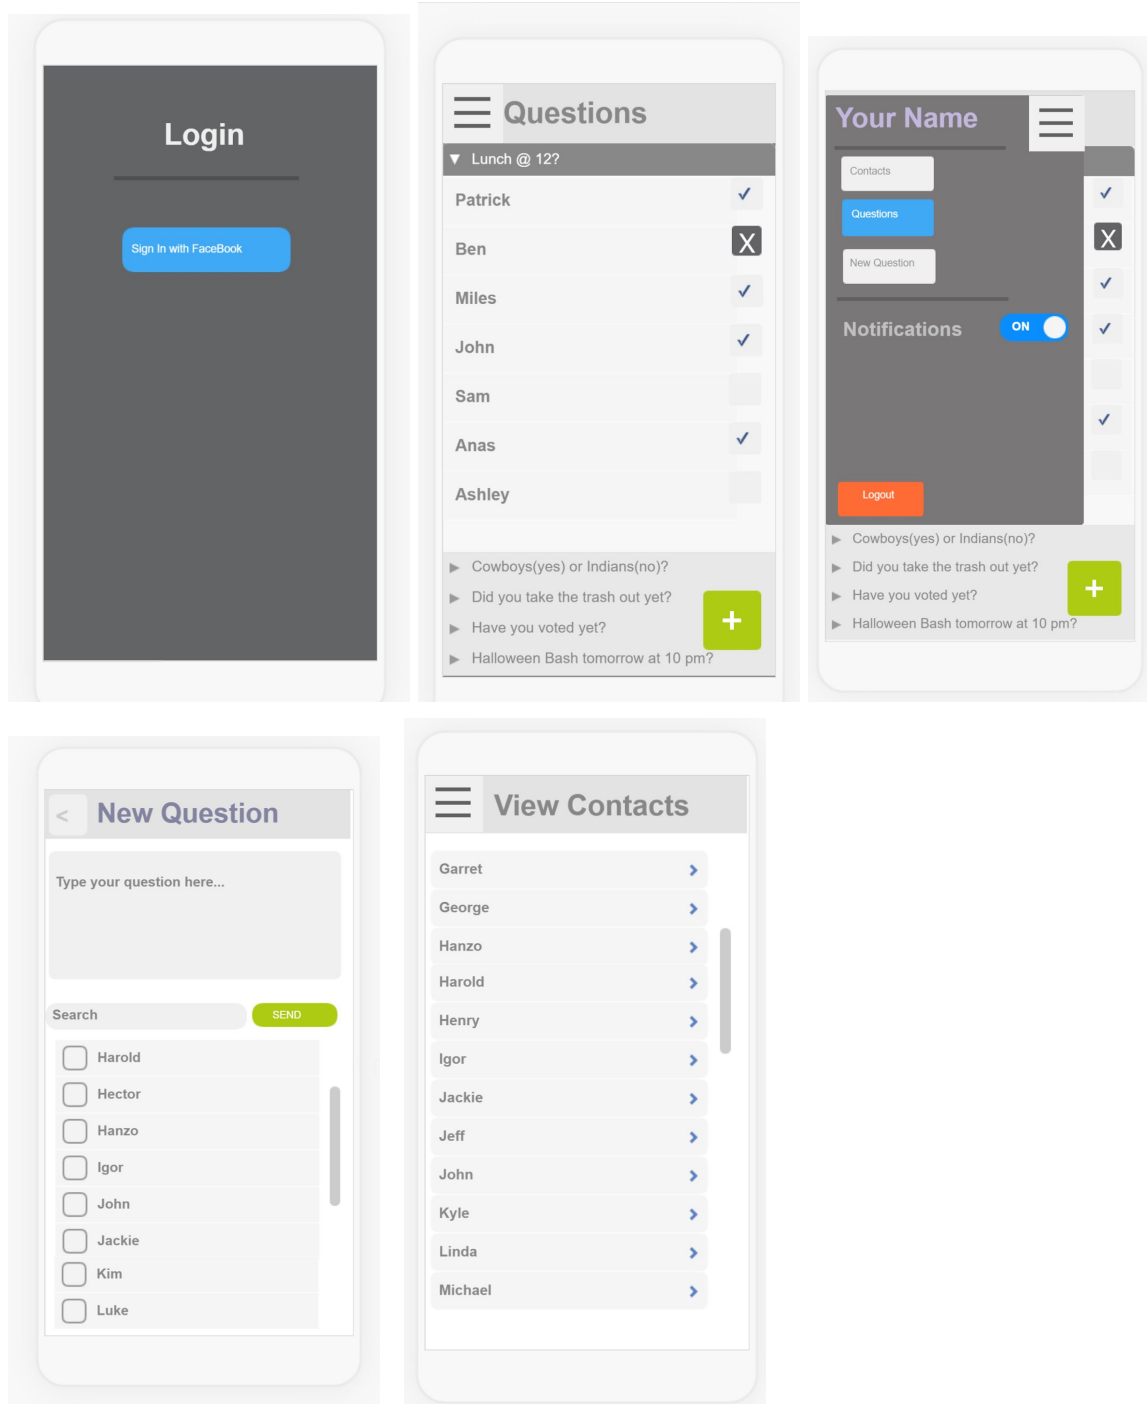 Login
Sign In with FaceBook
Questions
▼ Lunch @ 12?
Patrick ✓
Ben X
Miles ✓
John ✓
Sam
Anas ✓
Ashley
► Cowboys(yes) or Indians(no)?
► Did you take the trash out yet?
► Have you voted yet?
► Halloween Bash tomorrow at 10 pm?
+
Your Name
Contacts
Questions
New Question
Notifications ON
Logout
✓
X
✓
✓
✓
► Cowboys(yes) or Indians(no)?
► Did you take the trash out yet?
► Have you voted yet?
► Halloween Bash tomorrow at 10 pm?
+
< New Question
Type your question here...
Search SEND
Harold
Hector
Hanzo
Igor
John
Jackie
Kim
Luke
View Contacts
Garret
George
Hanzo
Harold
Henry
Igor
Jackie
Jeff
John
Kyle
Linda
Michael